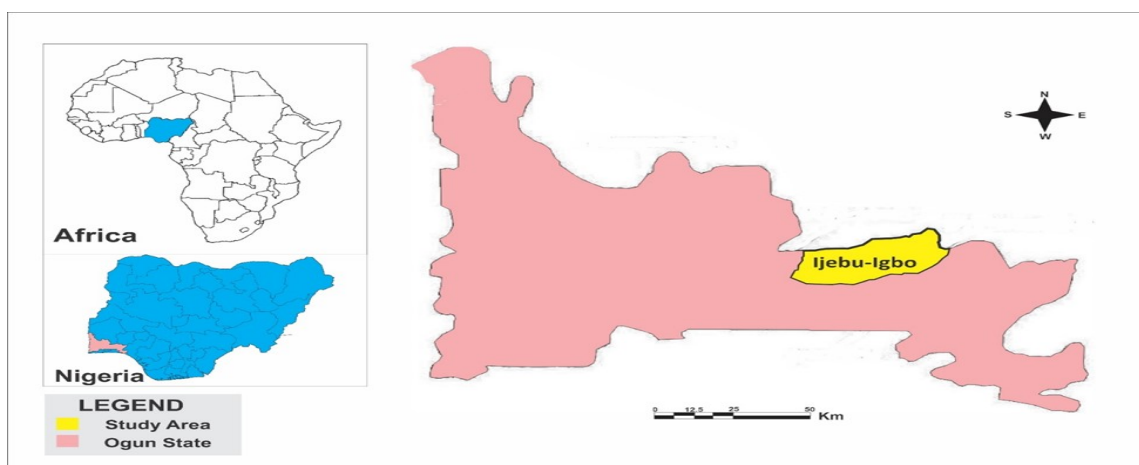 Africa
Nigeria
LEGEND
Study Area
Ogun State
N
S E
W
Ijebu-Igbo
0 12.5 25 50
Km